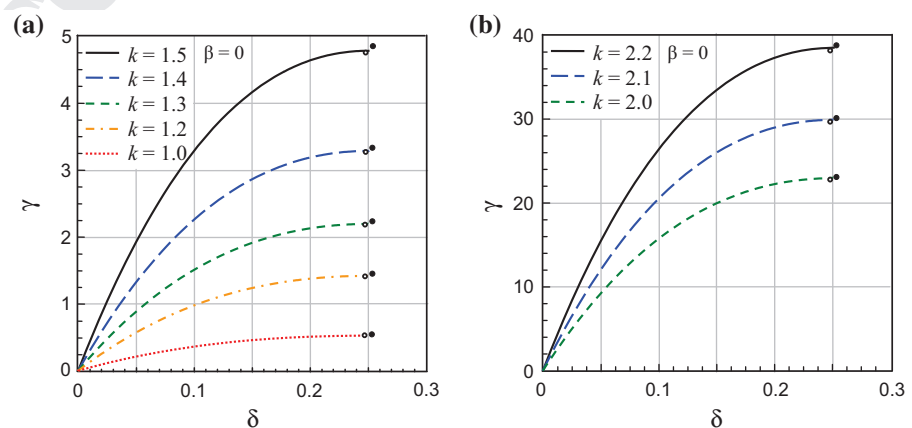 (a)
5
4
3
2
1
0
γ
k = 1.5 β = 0
k = 1.4
k = 1.3
k = 1.2
k = 1.0
0 0.1 0.2 0.3
δ
(b)
40
30
20
10
0
γ
k = 2.2 β = 0
k = 2.1
k = 2.0
0 0.1 0.2 0.3
δ